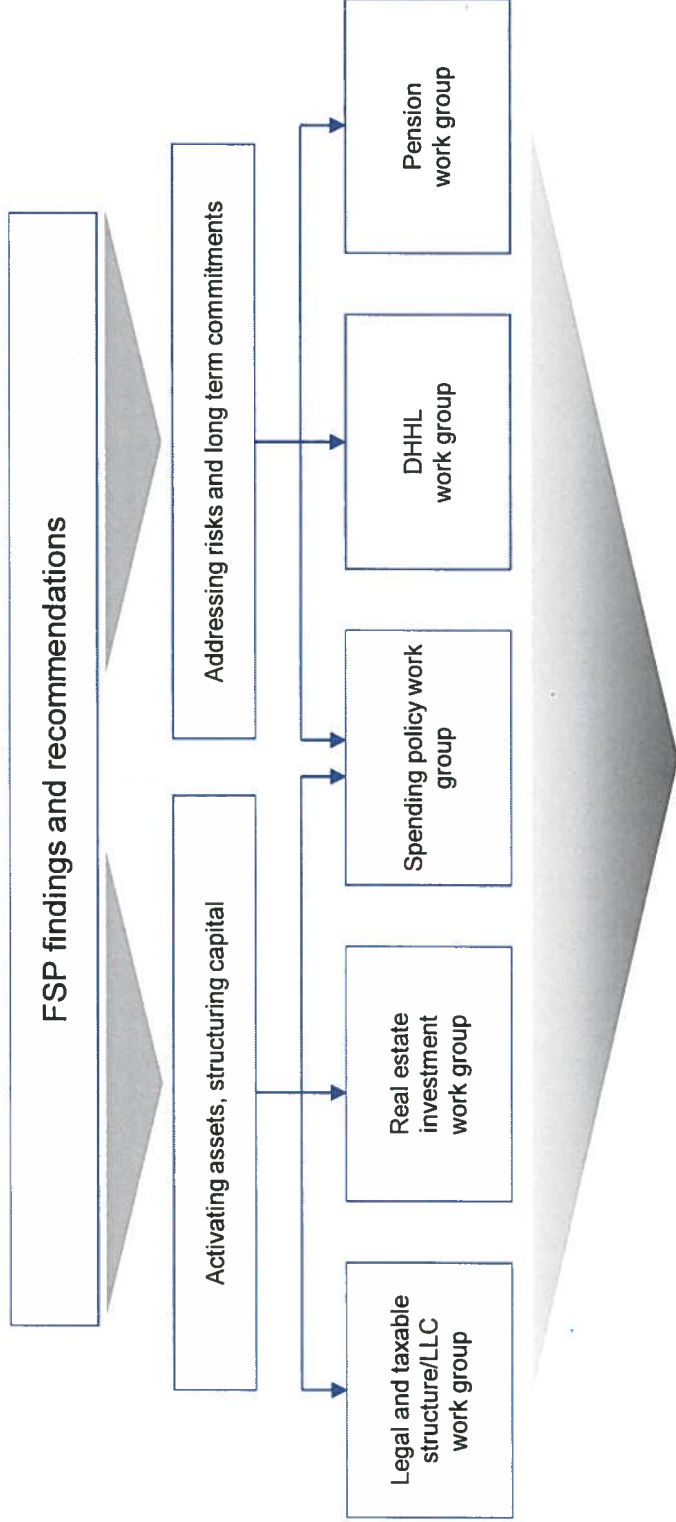 FSP findings and recommendations
Activating assets, structuring capital
Addressing risks and long term commitments
Legal and taxable
structure/LLC
work group
Real estate
investment
work group
Spending policy work
group
DHHL
work group
Pension
work group